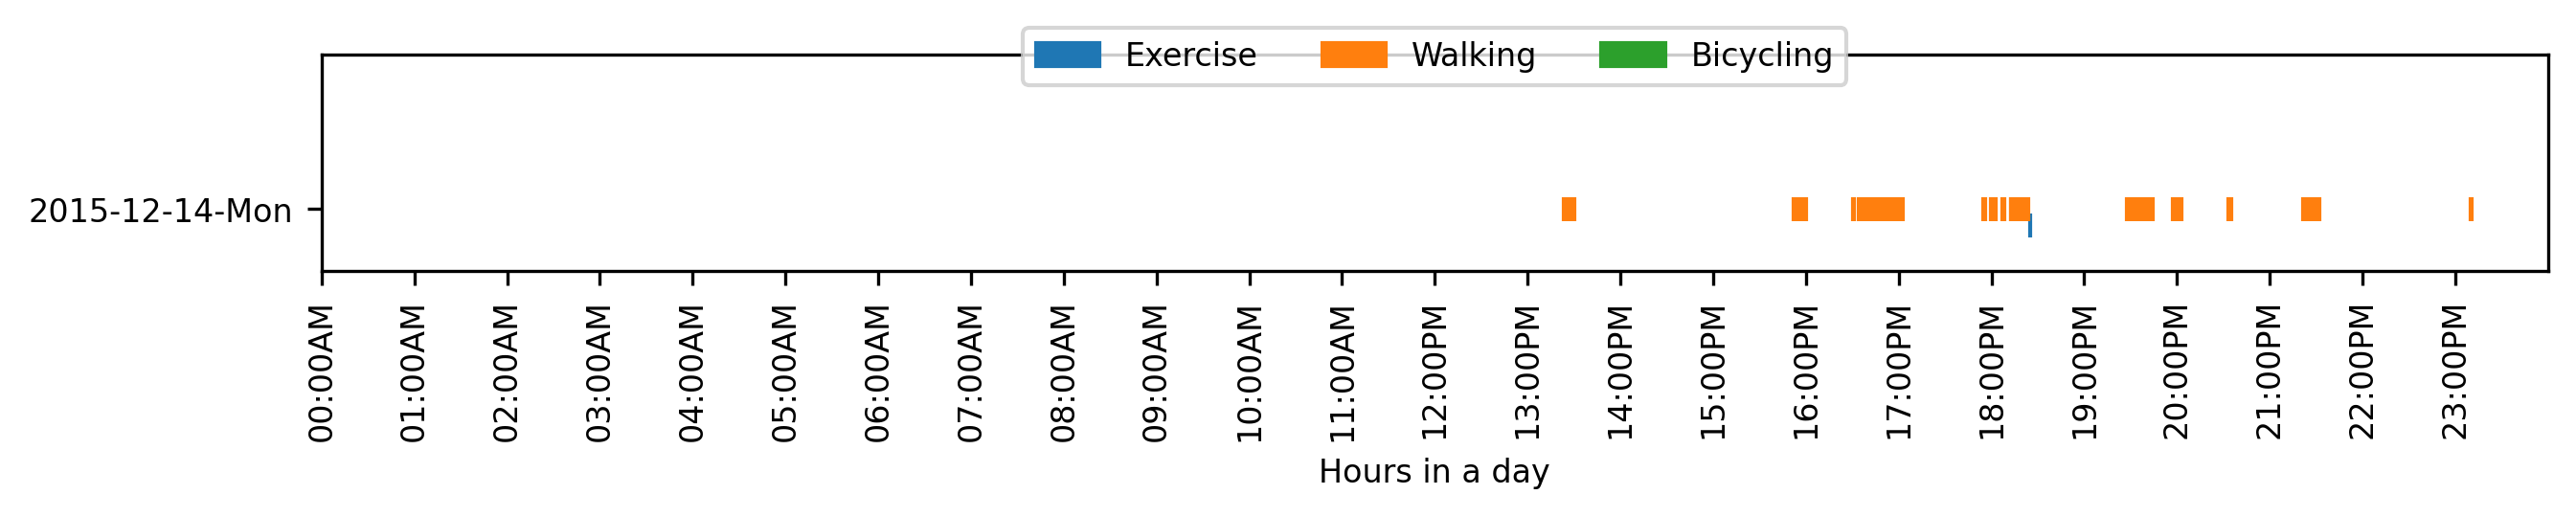 Exercise Walking Bicycling
2015-12-14-Mon
00:00AM 01:00AM 02:00AM 03:00AM 04:00AM 05:00AM 06:00AM 07:00AM 08:00AM 09:00AM 10:00AM 11:00AM 12:00PM 13:00PM 14:00PM 15:00PM 16:00PM 17:00PM 18:00PM 19:00PM 20:00PM 21:00PM 22:00PM 23:00PM
Hours in a day